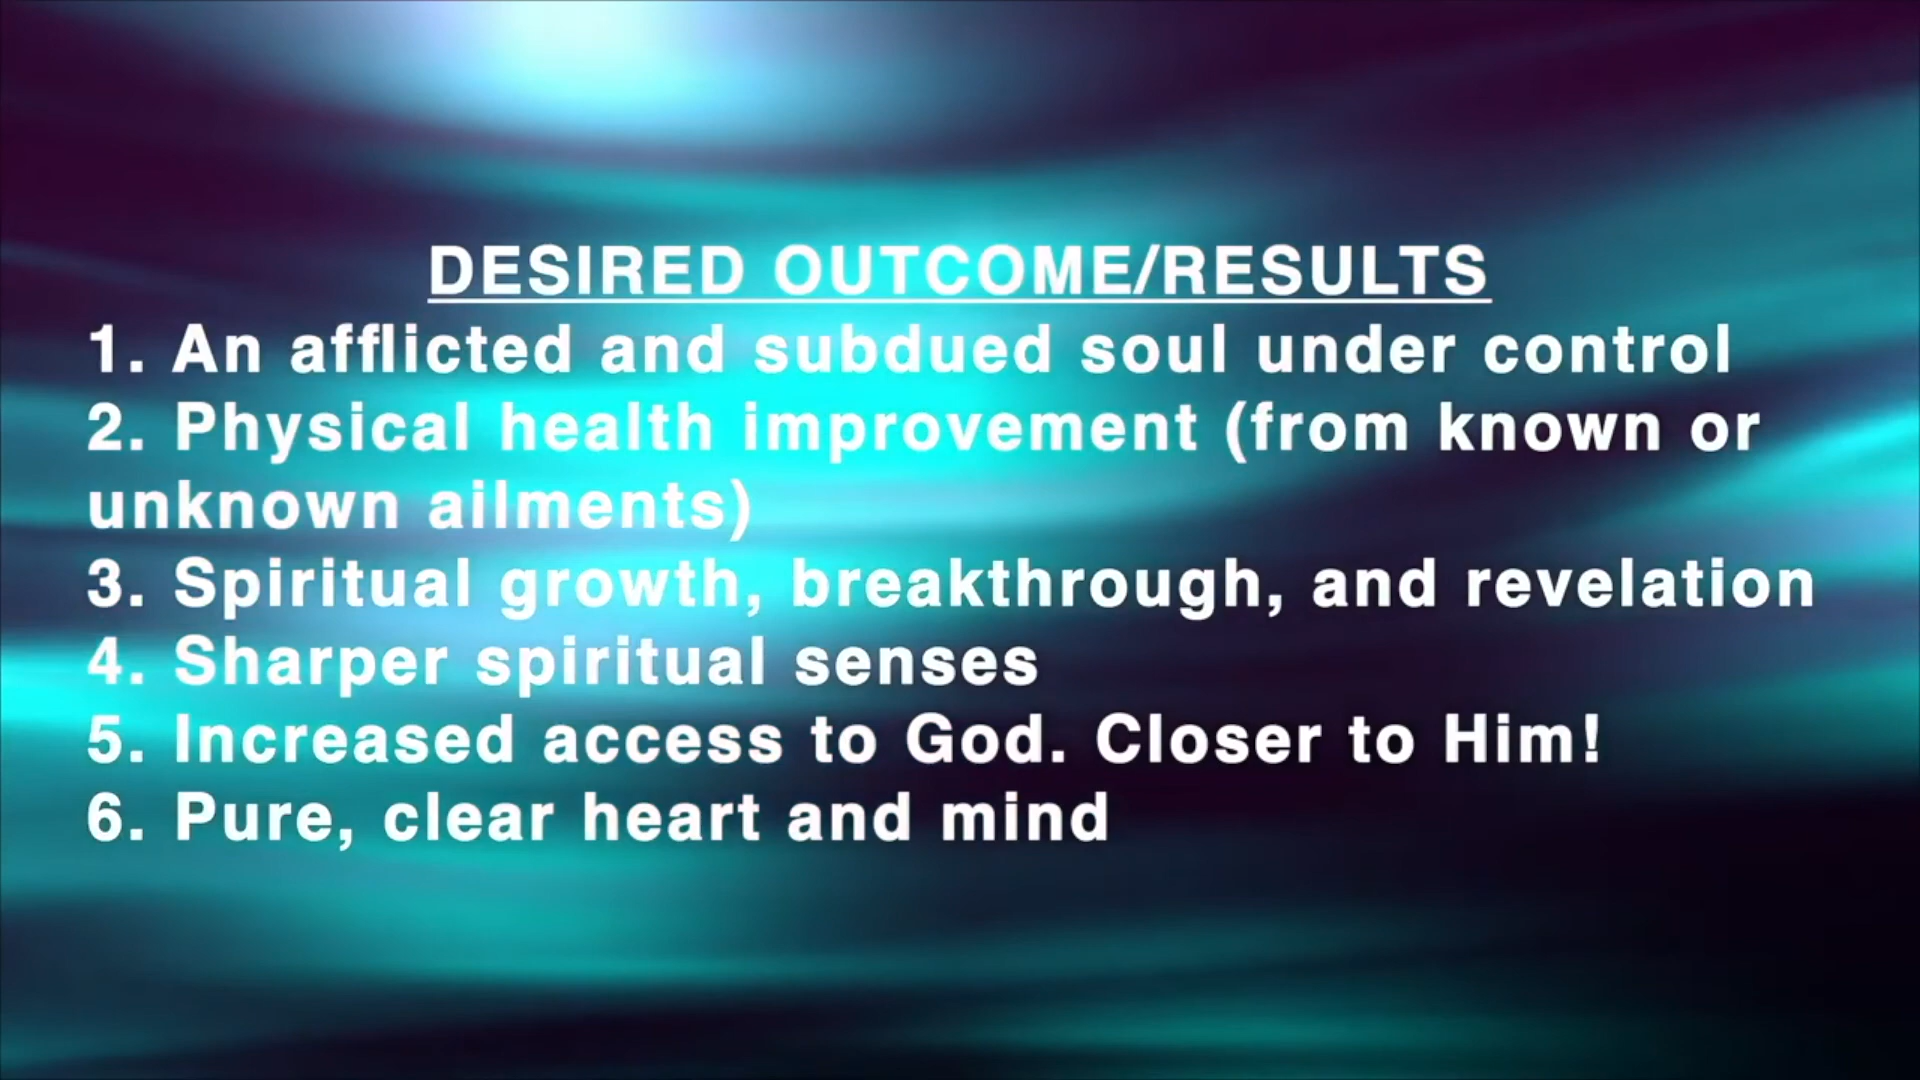 DESIRED OUTCOME/RESULTS
1. An afflicted and subdued soul under control
2. Physical health improvement (from known or
unknown ailments)
3. Spiritual growth, breakthrough, and revelation
4. Sharper spiritual senses
5. Increased access to God. Closer to Him!
6. Pure, clear heart and mind